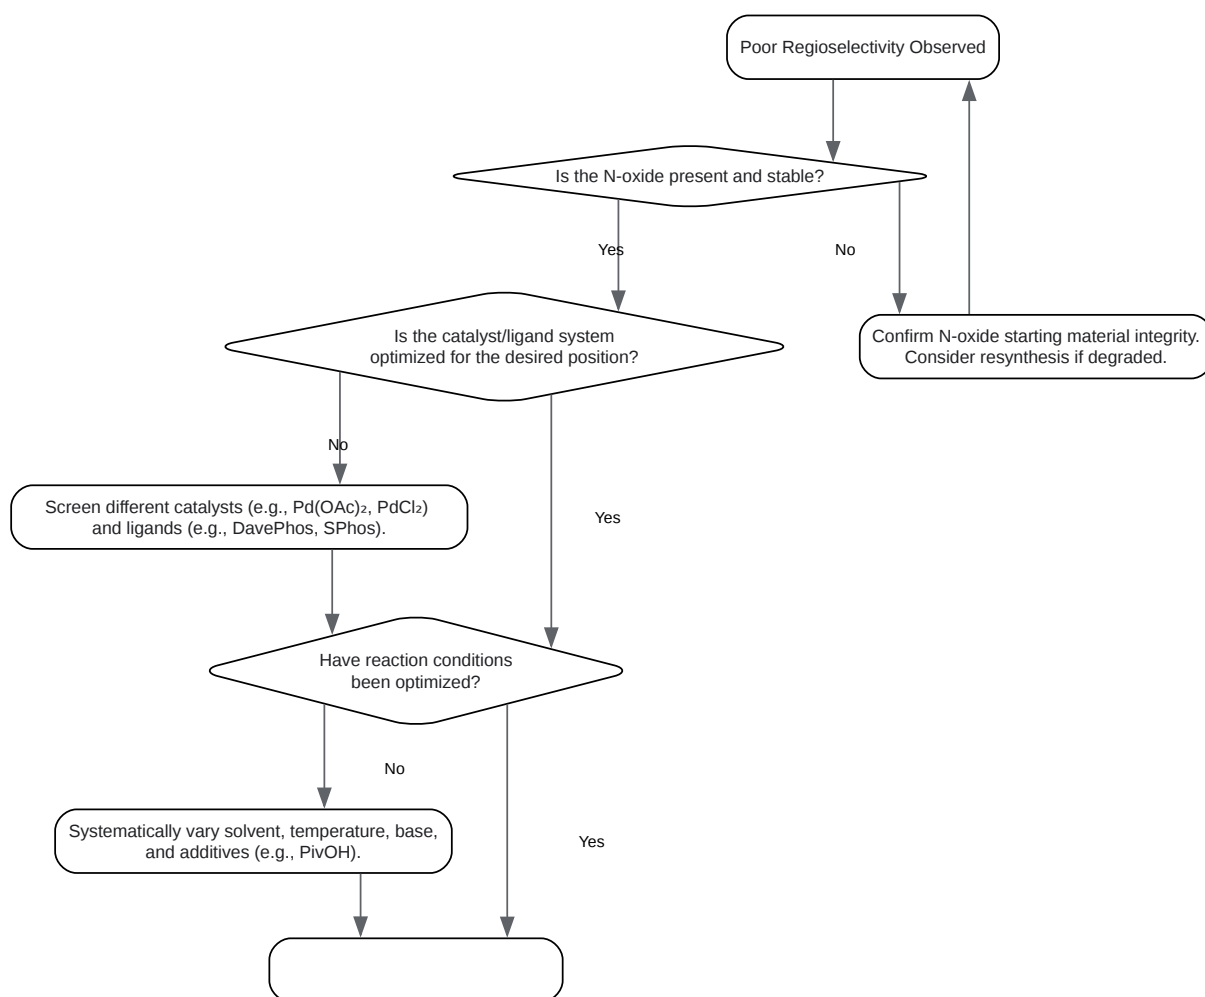 Poor Regioselectivity Observed
Is the N-oxide present and stable?
Yes
No
Is the catalyst/ligand system
optimized for the desired position?
Confirm N-oxide starting material integrity.
Consider resynthesis if degraded.
No
Screen different catalysts (e.g., Pd(OAc)₂, PdCl₂)
and ligands (e.g., DavePhos, SPhos).
Yes
Have reaction conditions
been optimized?
No
Systematically vary solvent, temperature, base,
and additives (e.g., PivOH).
Yes